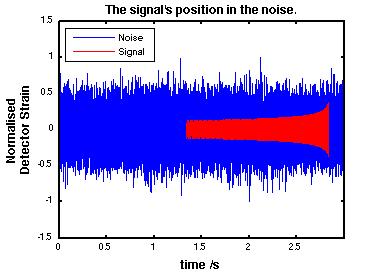 The signal's position in the noise.
Noise
Signal
Normalised
Detector Strain
1.5
1
0.5
0
-0.5
-1
-1.5
0 0.5 1 1.5 2 2.5
time /s